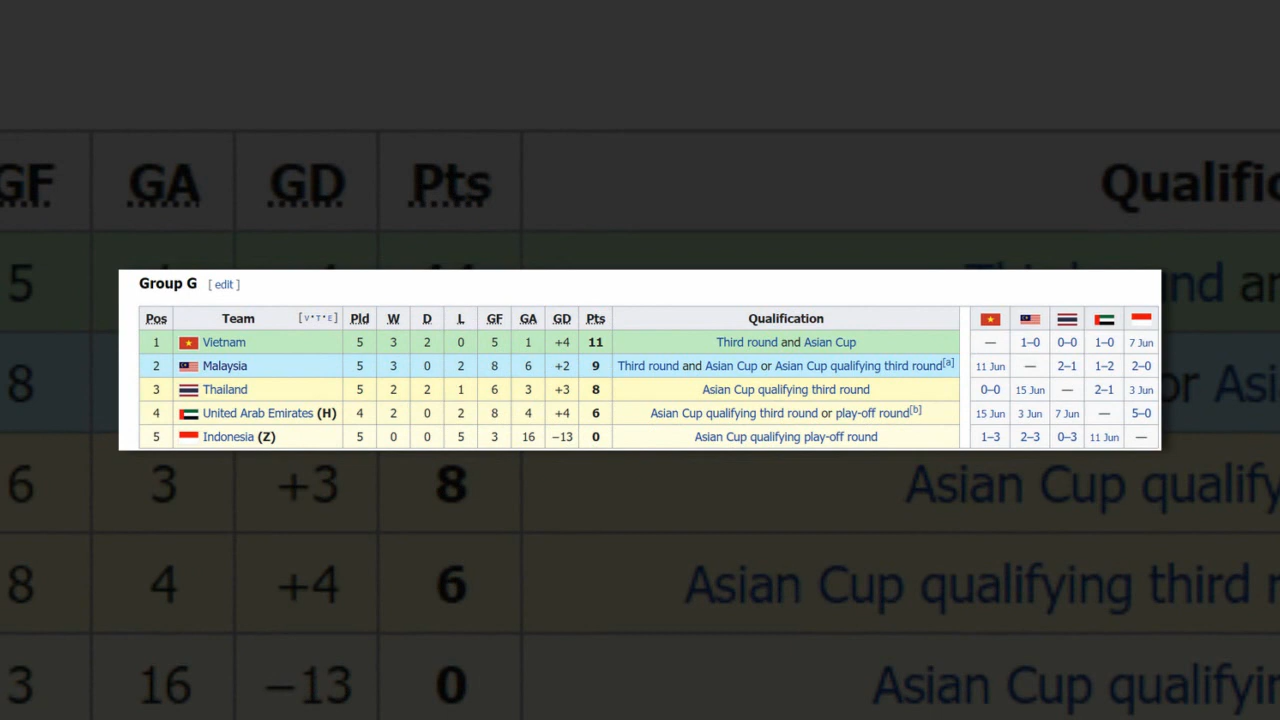 GF GA GD Pts Qualific
5 Third round an
8 or Asi
6 3 +3 8 Asian Cup qualify
8 4 +4 6 Asian Cup qualifying third r
3 16 −13 0 Asian Cup qualifyin
Group G [ edit ]
Pos Team [V·T·E] Pld W D L GF GA GD Pts Qualification
1 Vietnam 5 3 2 0 5 1 +4 11 Third round and Asian Cup — 1–0 0–0 1–0 7 Jun
2 Malaysia 5 3 0 2 8 6 +2 9 Third round and Asian Cup or Asian Cup qualifying third round[a] 11 Jun — 2–1 1–2 2–0
3 Thailand 5 2 2 1 6 3 +3 8 Asian Cup qualifying third round 0–0 15 Jun — 2–1 3 Jun
4 United Arab Emirates (H) 4 2 0 2 8 4 +4 6 Asian Cup qualifying third round or play-off round[b] 15 Jun 3 Jun 7 Jun — 5–0
5 Indonesia (Z) 5 0 0 5 3 16 −13 0 Asian Cup qualifying play-off round 1–3 2–3 0–3 11 Jun —